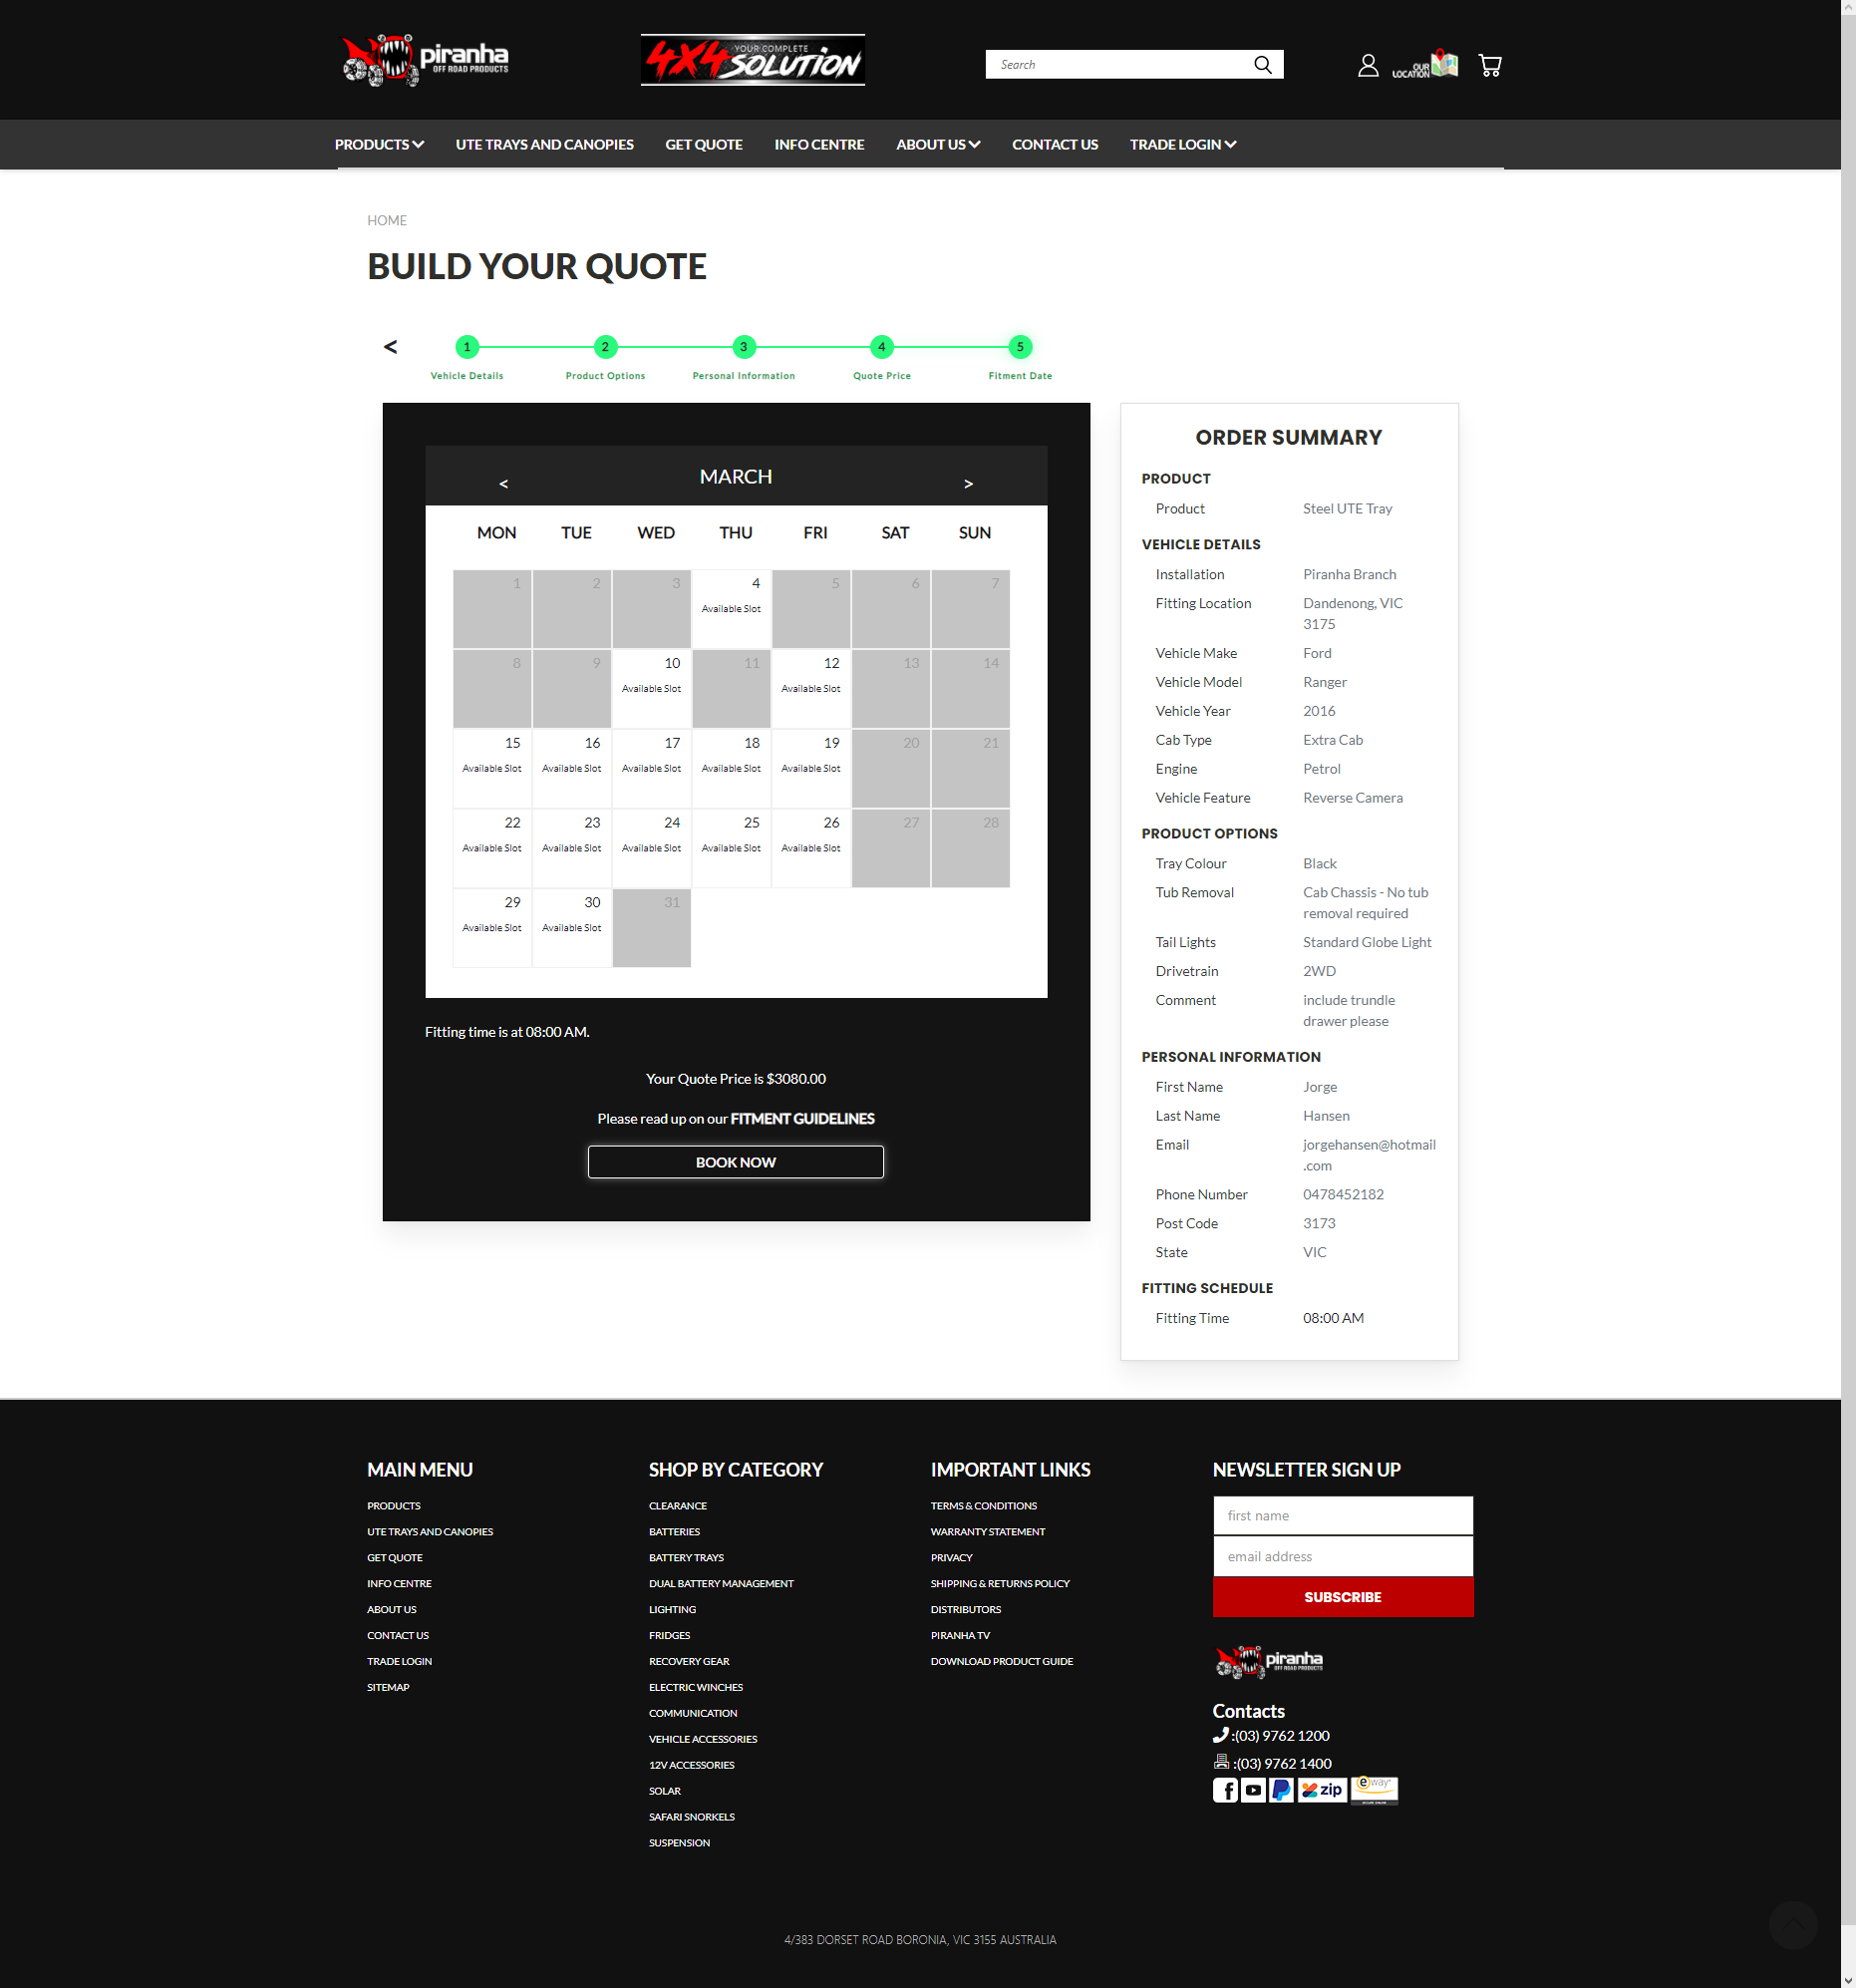 piranha
OFF ROAD PRODUCTS
YOUR COMPLETE
4X4 SOLUTION
Search
OUR
LOCATION
PRODUCTS UTE TRAYS AND CANOPIES GET QUOTE INFO CENTRE ABOUT US CONTACT US TRADE LOGIN
HOME
BUILD YOUR QUOTE
< 1 2 3 4 5
Vehicle Details Product Options Personal Information Quote Price Fitment Date
< MARCH >
MON TUE WED THU FRI SAT SUN
1 2 3 4 5 6 7
Available Slot
8 9 10 11 12 13 14
Available Slot Available Slot
15 16 17 18 19 20 21
Available Slot Available Slot Available Slot Available Slot Available Slot
22 23 24 25 26 27 28
Available Slot Available Slot Available Slot Available Slot Available Slot
29 30 31
Available Slot Available Slot
Fitting time is at 08:00 AM.
Your Quote Price is $3080.00
Please read up on our FITMENT GUIDELINES
BOOK NOW
ORDER SUMMARY
PRODUCT
Product Steel UTE Tray
VEHICLE DETAILS
Installation Piranha Branch
Fitting Location Dandenong, VIC
3175
Vehicle Make Ford
Vehicle Model Ranger
Vehicle Year 2016
Cab Type Extra Cab
Engine Petrol
Vehicle Feature Reverse Camera
PRODUCT OPTIONS
Tray Colour Black
Tub Removal Cab Chassis - No tub
removal required
Tail Lights Standard Globe Light
Drivetrain 2WD
Comment include trundle
drawer please
PERSONAL INFORMATION
First Name Jorge
Last Name Hansen
Email jorgehansen@hotmail
.com
Phone Number 0478452182
Post Code 3173
State VIC
FITTING SCHEDULE
Fitting Time 08:00 AM
MAIN MENU
PRODUCTS
UTE TRAYS AND CANOPIES
GET QUOTE
INFO CENTRE
ABOUT US
CONTACT US
TRADE LOGIN
SITEMAP
SHOP BY CATEGORY
CLEARANCE
BATTERIES
BATTERY TRAYS
DUAL BATTERY MANAGEMENT
LIGHTING
FRIDGES
RECOVERY GEAR
ELECTRIC WINCHES
COMMUNICATION
VEHICLE ACCESSORIES
12V ACCESSORIES
SOLAR
SAFARI SNORKELS
SUSPENSION
IMPORTANT LINKS
TERMS & CONDITIONS
WARRANTY STATEMENT
PRIVACY
SHIPPING & RETURNS POLICY
DISTRIBUTORS
PIRANHA TV
DOWNLOAD PRODUCT GUIDE
NEWSLETTER SIGN UP
first name
email address
SUBSCRIBE
piranha
OFF ROAD PRODUCTS
Contacts
:(03) 9762 1200
:(03) 9762 1400
zip eway
4/383 DORSET ROAD BORONIA, VIC 3155 AUSTRALIA